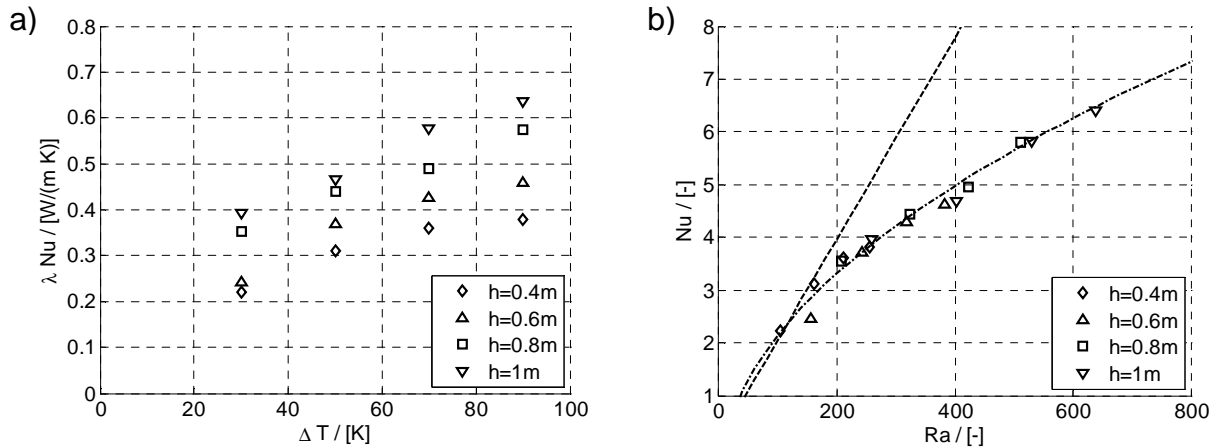 a)
0.8
0.7
0.6
0.5
0.4
0.3
0.2
0.1
0
λ Nu / [W/(m K)]
0 20 40 60 80 100
Δ T / [K]
h=0.4m
h=0.6m
h=0.8m
h=1m
b)
8
7
6
5
4
3
2
1
Nu / [-]
0 200 400 600 800
Ra / [-]
h=0.4m
h=0.6m
h=0.8m
h=1m